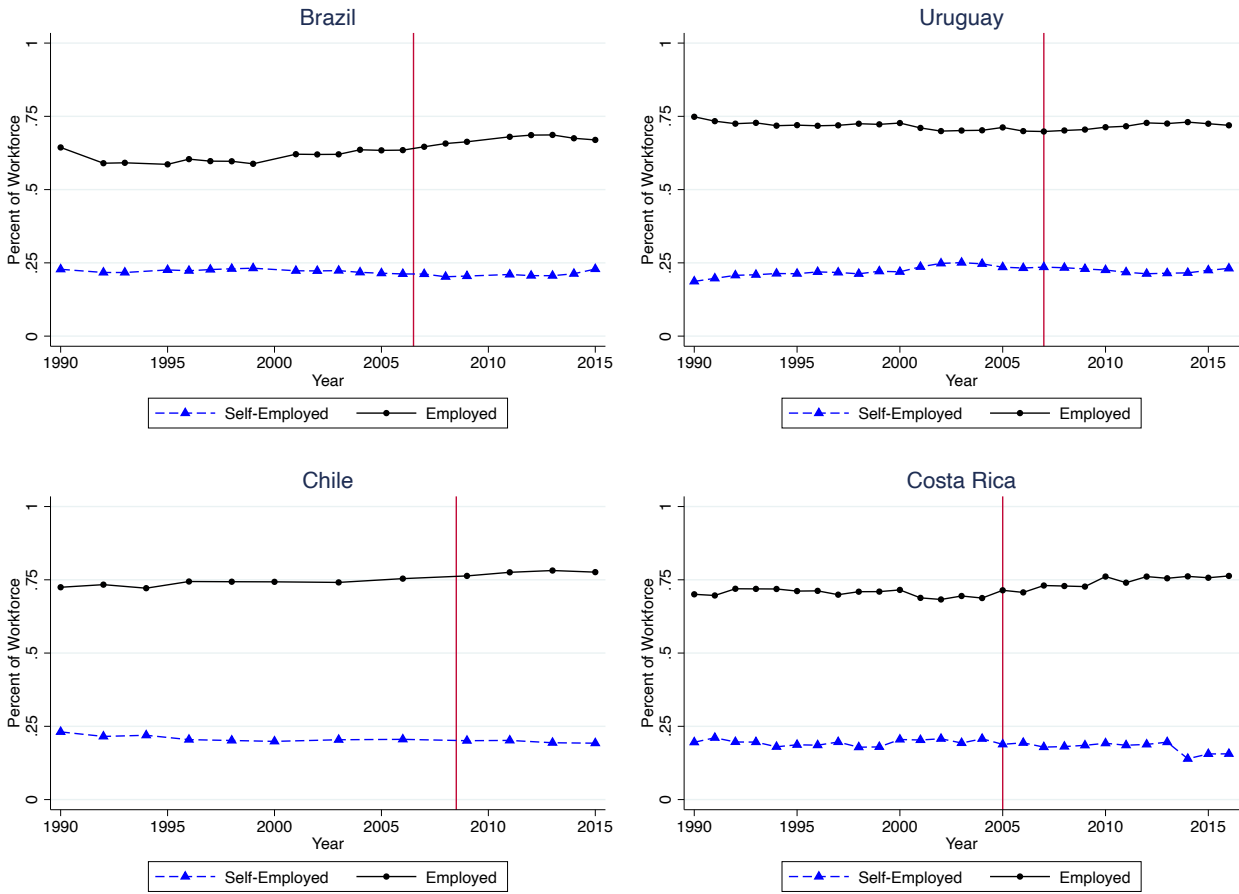 Brazil
Percent of Workforce
1
.75
.5
.25
0
1990 1995 2000 2005 2010 2015
Year
Self-Employed Employed
Uruguay
Percent of Workforce
1
.75
.5
.25
0
1990 1995 2000 2005 2010 2015
Year
Self-Employed Employed
Chile
Percent of Workforce
1
.75
.5
.25
0
1990 1995 2000 2005 2010 2015
Year
Self-Employed Employed
Costa Rica
Percent of Workforce
1
.75
.5
.25
0
1990 1995 2000 2005 2010 2015
Year
Self-Employed Employed